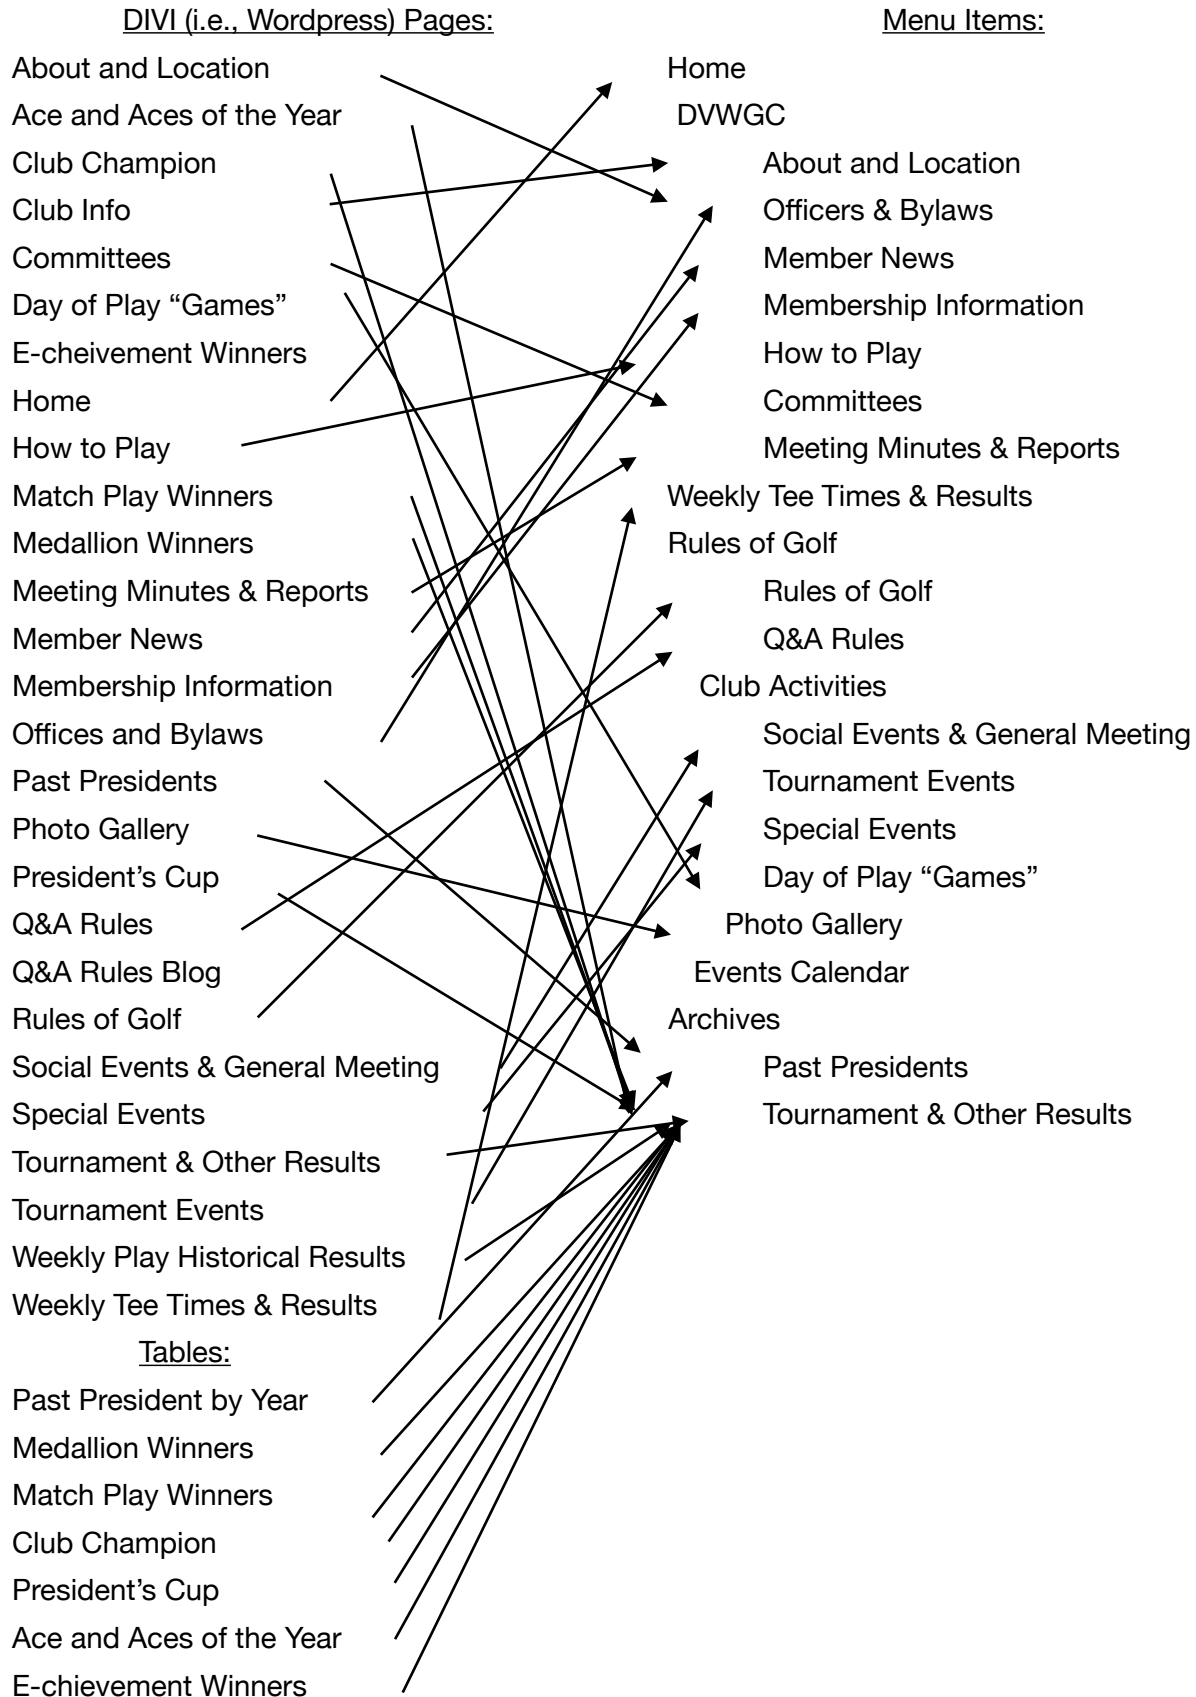 DIVI (i.e., Wordpress) Pages:
About and Location
Ace and Aces of the Year
Club Champion
Club Info
Committees
Day of Play “Games”
E-cheivement Winners
Home
How to Play
Match Play Winners
Medallion Winners
Meeting Minutes & Reports
Member News
Membership Information
Offices and Bylaws
Past Presidents
Photo Gallery
President’s Cup
Q&A Rules
Q&A Rules Blog
Rules of Golf
Social Events & General Meeting
Special Events
Tournament & Other Results
Tournament Events
Weekly Play Historical Results
Weekly Tee Times & Results
Tables:
Past President by Year
Medallion Winners
Match Play Winners
Club Champion
President’s Cup
Ace and Aces of the Year
E-chievement Winners
Menu Items:
Home
DVWGC
About and Location
Officers & Bylaws
Member News
Membership Information
How to Play
Committees
Meeting Minutes & Reports
Weekly Tee Times & Results
Rules of Golf
Rules of Golf
Q&A Rules
Club Activities
Social Events & General Meeting
Tournament Events
Special Events
Day of Play “Games”
Photo Gallery
Events Calendar
Archives
Past Presidents
Tournament & Other Results